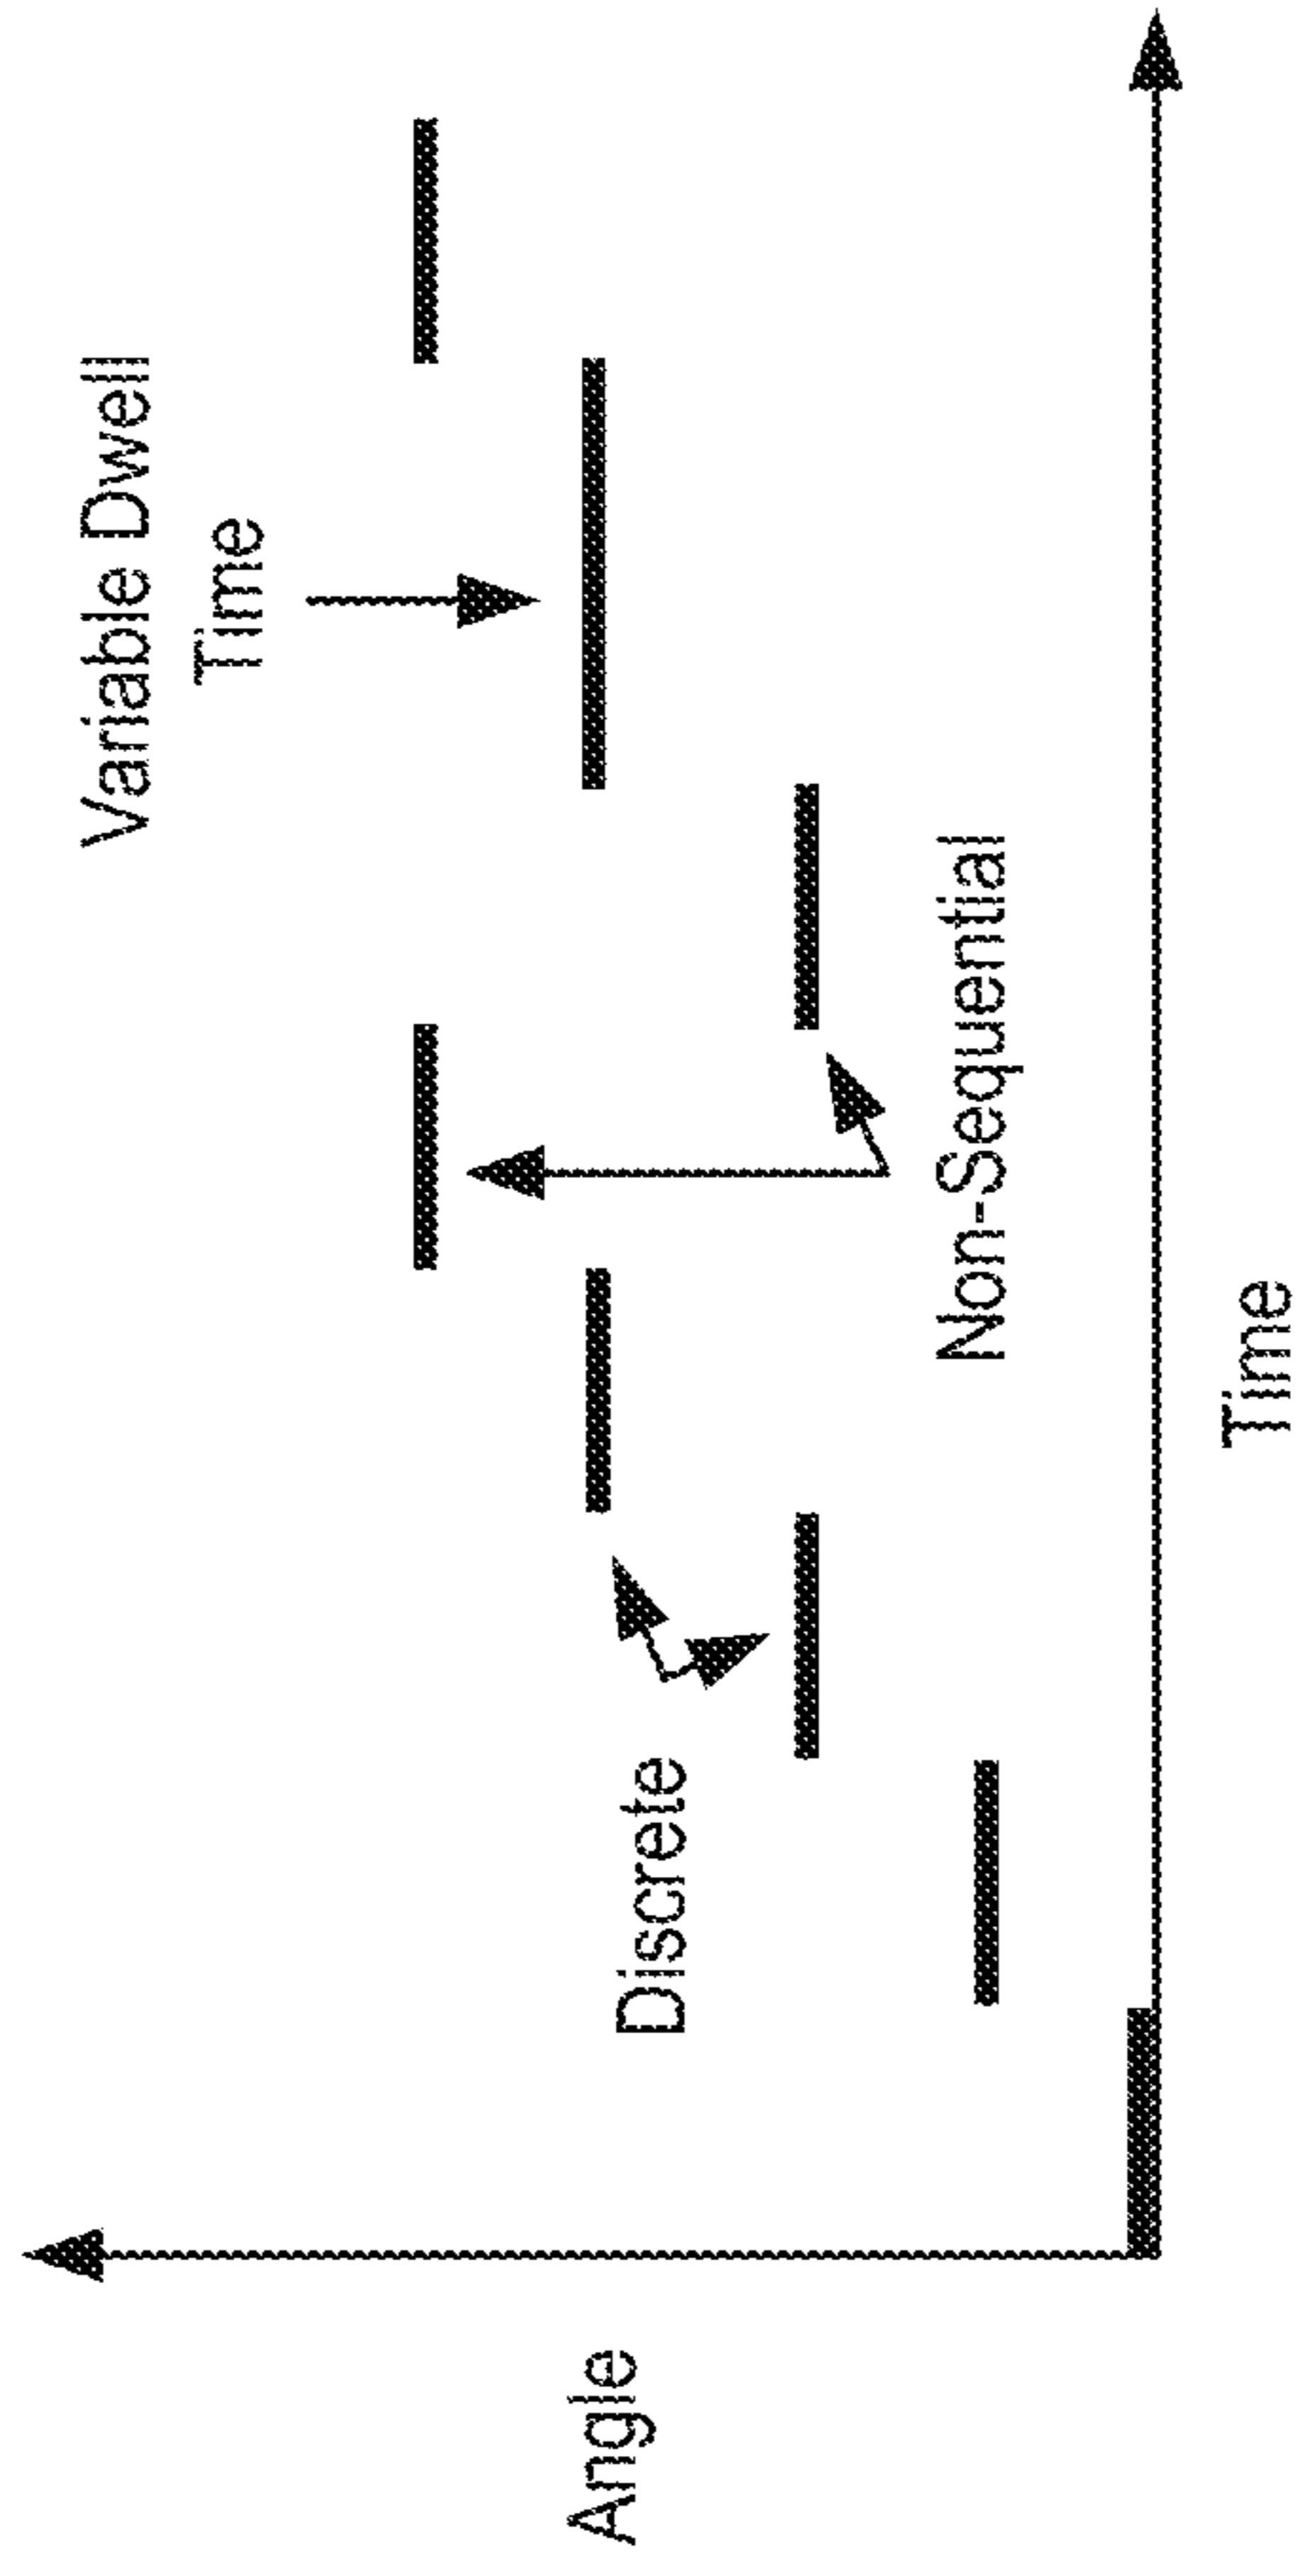 Variable Dwell
Time
Discrete
Angle
Non-Sequential
Time